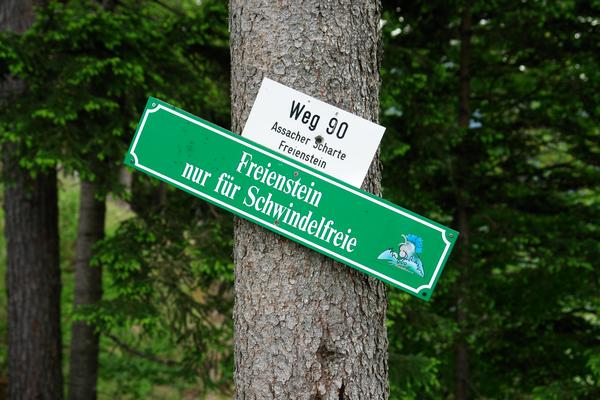 Weg 90
Assacher Scharte
Freienstein
Freienstein
nur für Schwindelfreie